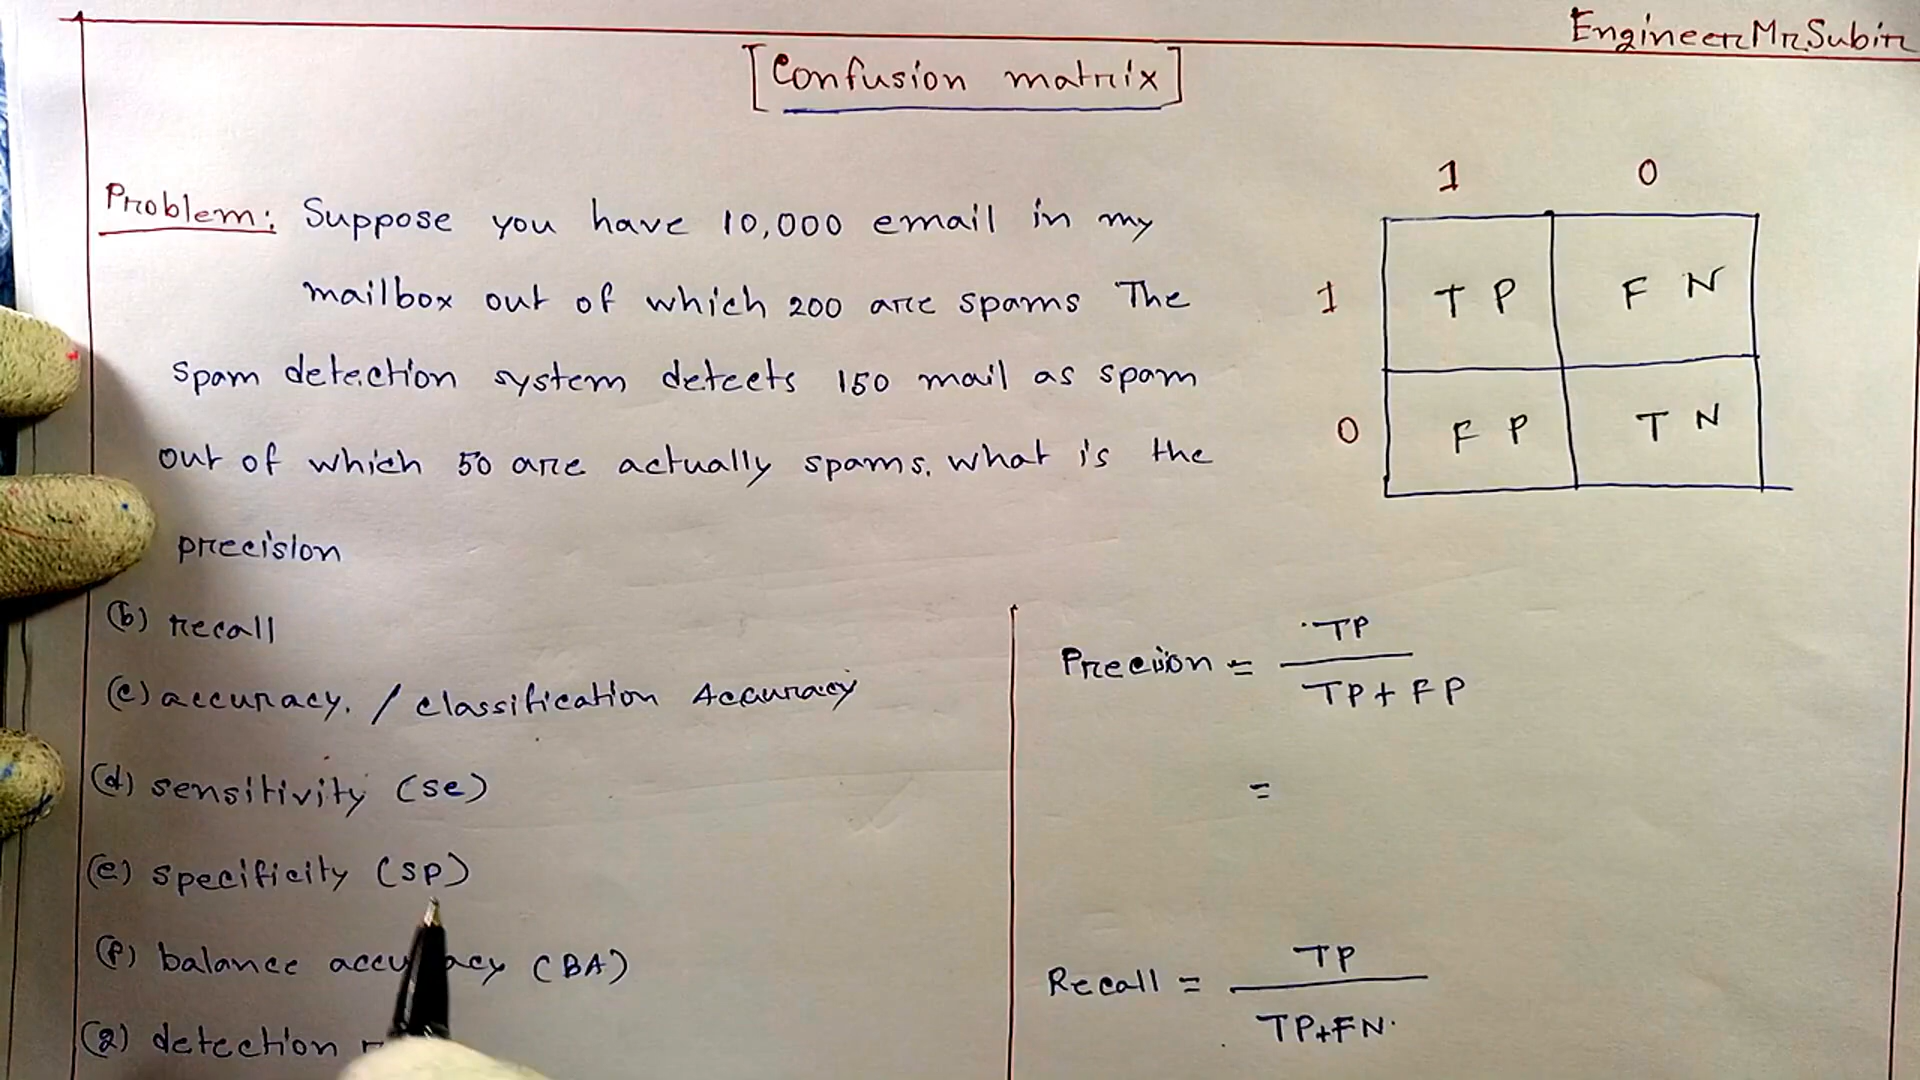 EngineerMr.Subir
[Confusion matrix]
Problem: Suppose you have 10,000 email in my
mailbox out of which 200 are spams The
spam detection system detects 150 mail as spam
out of which 50 are actually spams. What is the
precision
(b) recall
(c) accuracy. / classification Accuracy
(d) sensitivity (se)
(e) specificity (sp)
(f) balance accuracy (BA)
(g) detection
1 0
1 TP FN
0 FP TN
Precision = TP
TP + FP
=
Recall = TP
TP+FN